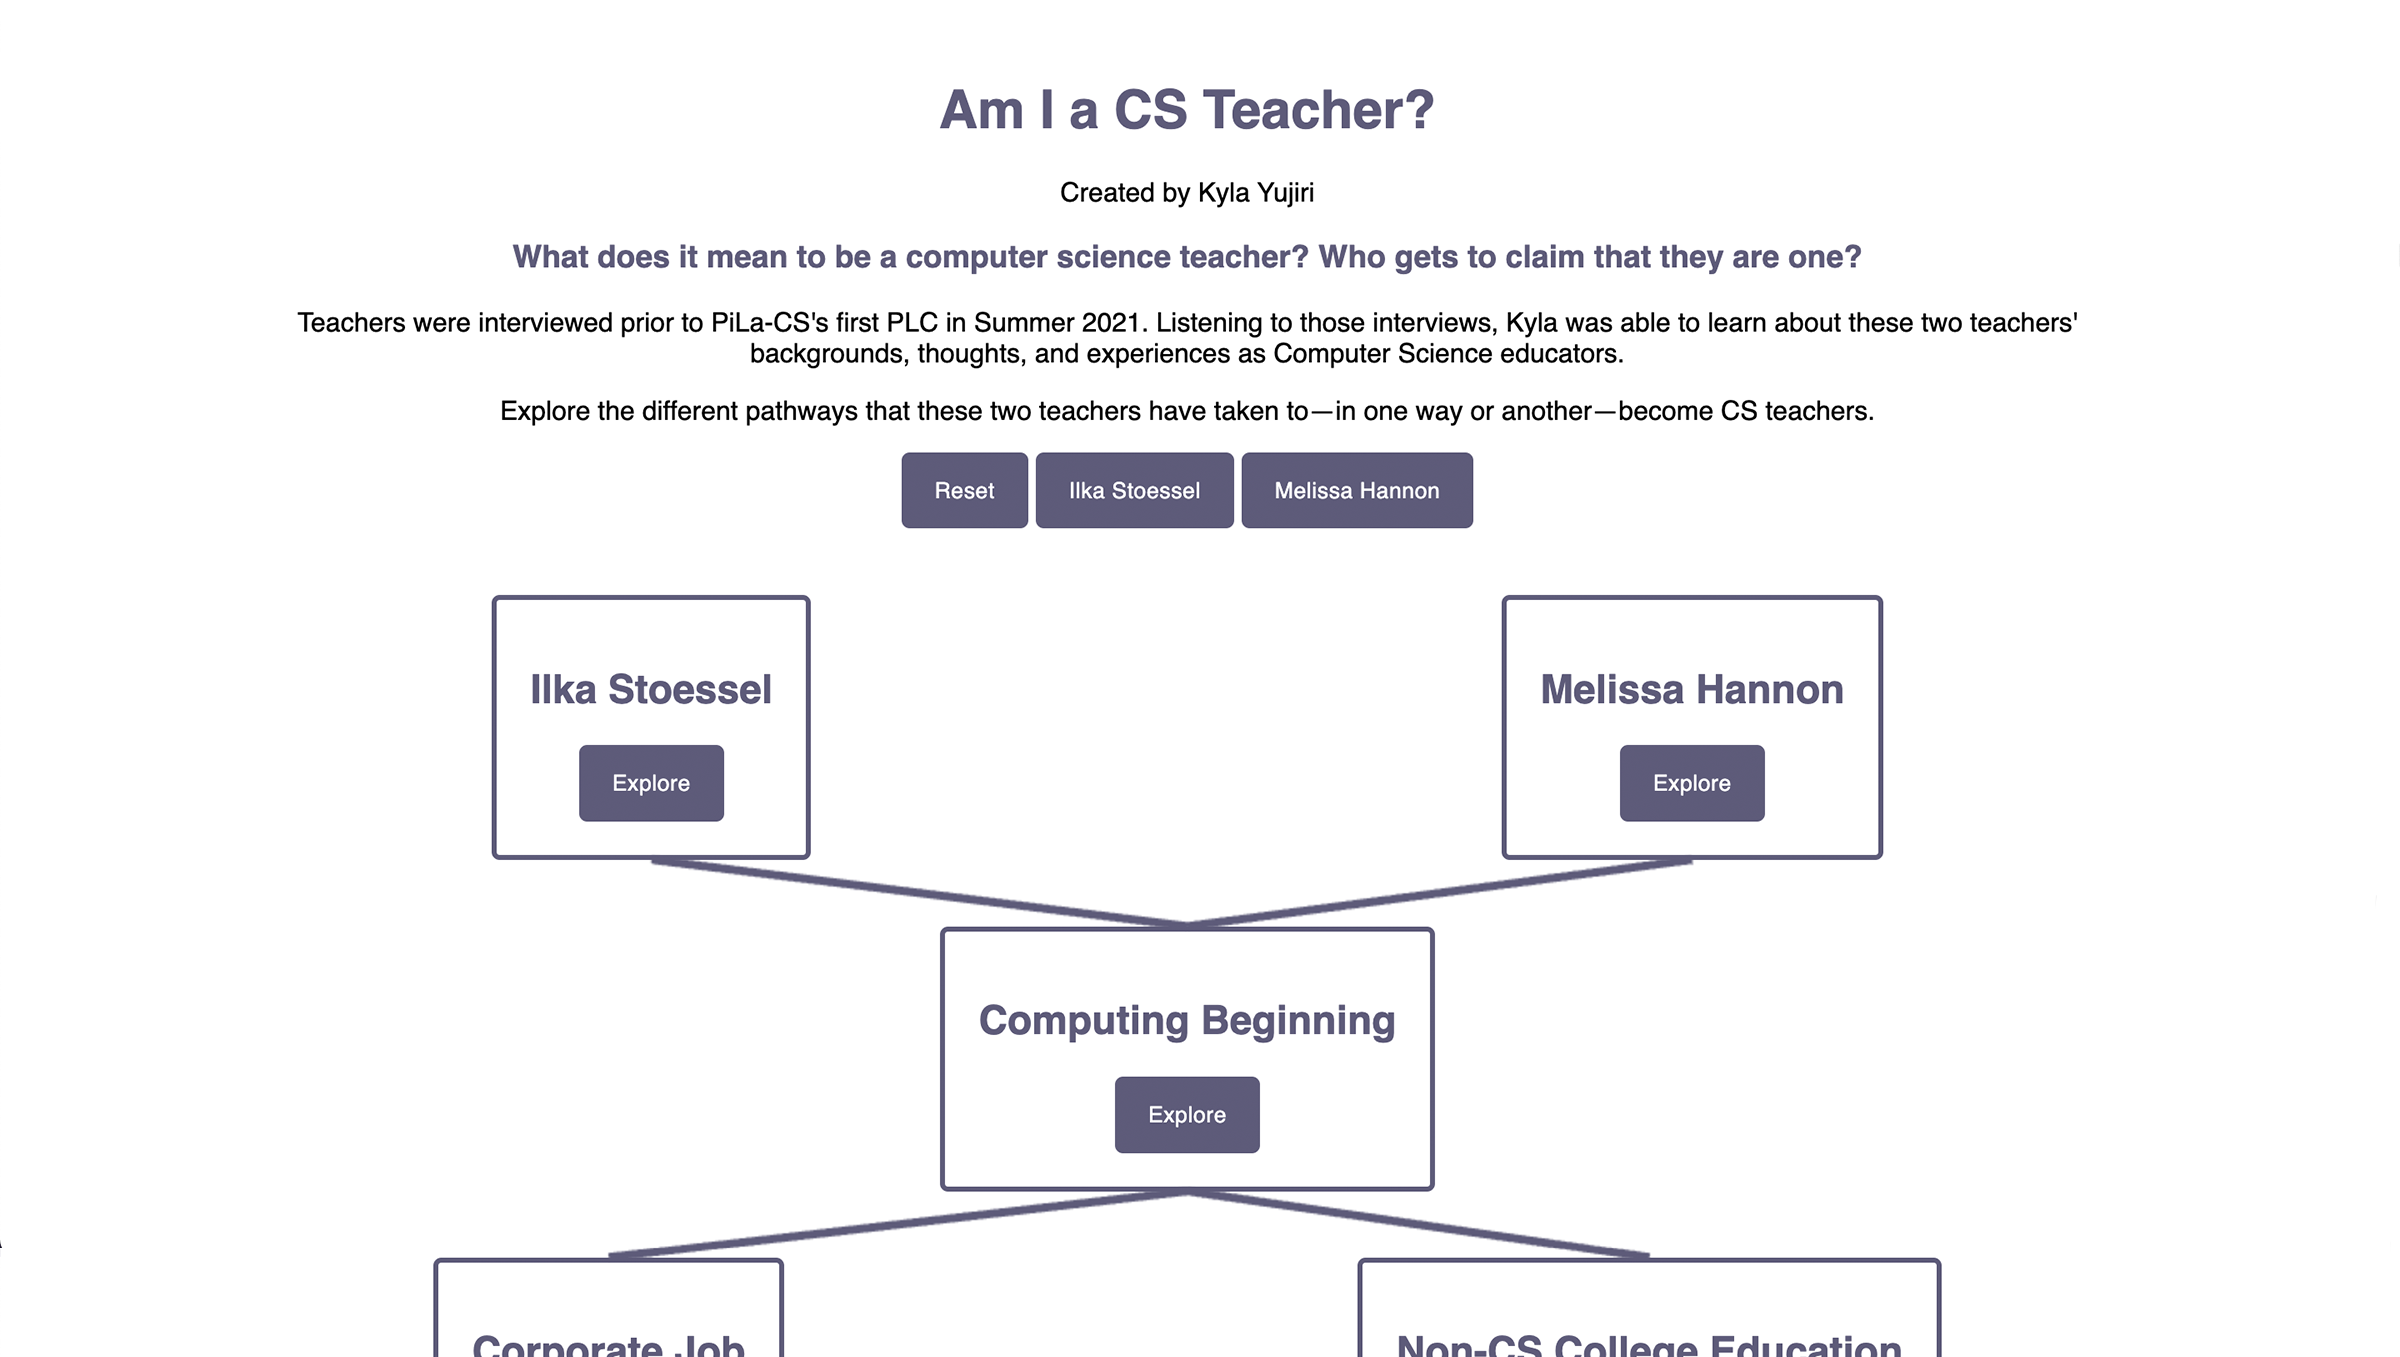 Am I a CS Teacher?
Created by Kyla Yujiri
What does it mean to be a computer science teacher? Who gets to claim that they are one?
Teachers were interviewed prior to PiLa-CS's first PLC in Summer 2021. Listening to those interviews, Kyla was able to learn about these two teachers'
backgrounds, thoughts, and experiences as Computer Science educators.
Explore the different pathways that these two teachers have taken to—in one way or another—become CS teachers.
Reset Ilka Stoessel Melissa Hannon
Ilka Stoessel
Explore
Melissa Hannon
Explore
Computing Beginning
Explore
Corporate Job
Non-CS College Education